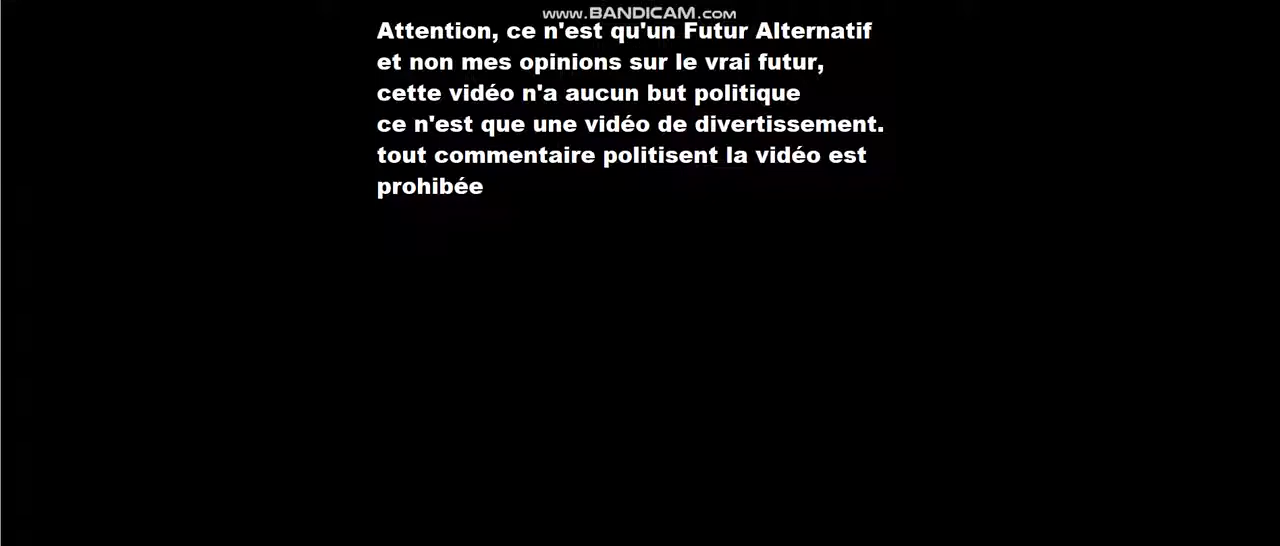 www.BANDICAM.com
Attention, ce n'est qu'un Futur Alternatif
et non mes opinions sur le vrai futur,
cette vidéo n'a aucun but politique
ce n'est que une vidéo de divertissement.
tout commentaire politisent la vidéo est
prohibée